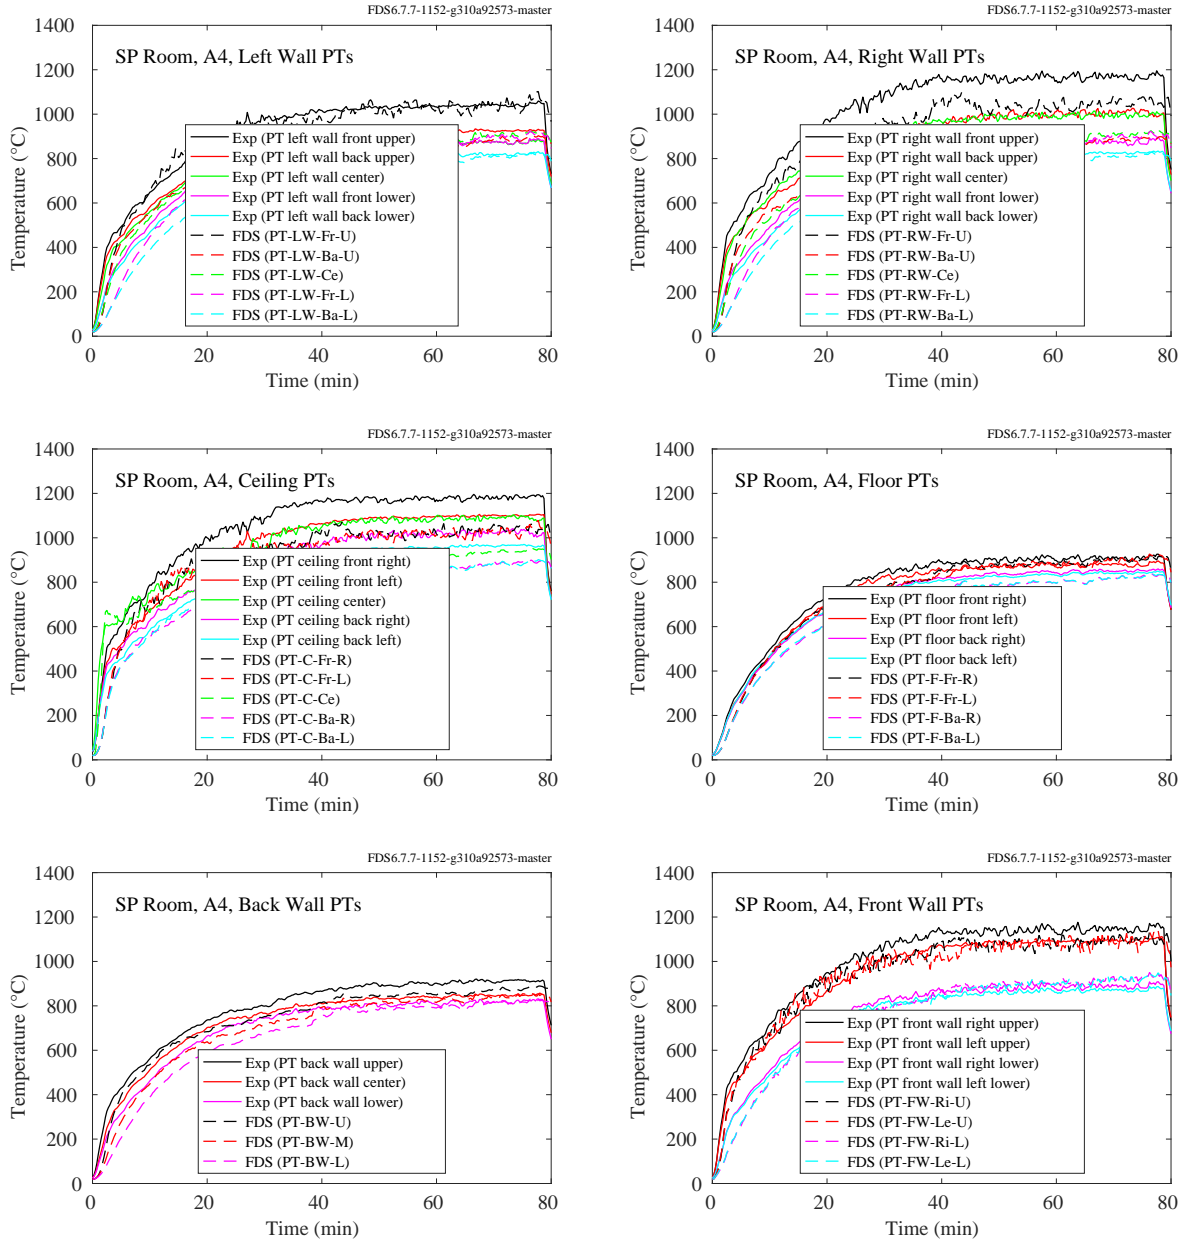 FDS6.7.7-1152-g310a92573-master
SP Room, A4, Left Wall PTs
1400
1200
1000
800
600
400
200
0
Temperature (°C)
Exp (PT left wall front upper)
Exp (PT left wall back upper)
Exp (PT left wall center)
Exp (PT left wall front lower)
Exp (PT left wall back lower)
FDS (PT-LW-Fr-U)
FDS (PT-LW-Ba-U)
FDS (PT-LW-Ce)
FDS (PT-LW-Fr-L)
FDS (PT-LW-Ba-L)
0 20 40 60 80
Time (min)
FDS6.7.7-1152-g310a92573-master
SP Room, A4, Right Wall PTs
1400
1200
1000
800
600
400
200
0
Temperature (°C)
Exp (PT right wall front upper)
Exp (PT right wall back upper)
Exp (PT right wall center)
Exp (PT right wall front lower)
Exp (PT right wall back lower)
FDS (PT-RW-Fr-U)
FDS (PT-RW-Ba-U)
FDS (PT-RW-Ce)
FDS (PT-RW-Fr-L)
FDS (PT-RW-Ba-L)
0 20 40 60 80
Time (min)
FDS6.7.7-1152-g310a92573-master
SP Room, A4, Ceiling PTs
1400
1200
1000
800
600
400
200
0
Temperature (°C)
Exp (PT ceiling front right)
Exp (PT ceiling front left)
Exp (PT ceiling center)
Exp (PT ceiling back right)
Exp (PT ceiling back left)
FDS (PT-C-Fr-R)
FDS (PT-C-Fr-L)
FDS (PT-C-Ce)
FDS (PT-C-Ba-R)
FDS (PT-C-Ba-L)
0 20 40 60 80
Time (min)
FDS6.7.7-1152-g310a92573-master
SP Room, A4, Floor PTs
1400
1200
1000
800
600
400
200
0
Temperature (°C)
Exp (PT floor front right)
Exp (PT floor front left)
Exp (PT floor back right)
Exp (PT floor back left)
FDS (PT-F-Fr-R)
FDS (PT-F-Fr-L)
FDS (PT-F-Ba-R)
FDS (PT-F-Ba-L)
0 20 40 60 80
Time (min)
FDS6.7.7-1152-g310a92573-master
SP Room, A4, Back Wall PTs
1400
1200
1000
800
600
400
200
0
Temperature (°C)
Exp (PT back wall upper)
Exp (PT back wall center)
Exp (PT back wall lower)
FDS (PT-BW-U)
FDS (PT-BW-M)
FDS (PT-BW-L)
0 20 40 60 80
Time (min)
FDS6.7.7-1152-g310a92573-master
SP Room, A4, Front Wall PTs
1400
1200
1000
800
600
400
200
0
Temperature (°C)
Exp (PT front wall right upper)
Exp (PT front wall left upper)
Exp (PT front wall right lower)
Exp (PT front wall left lower)
FDS (PT-FW-Ri-U)
FDS (PT-FW-Le-U)
FDS (PT-FW-Ri-L)
FDS (PT-FW-Le-L)
0 20 40 60 80
Time (min)